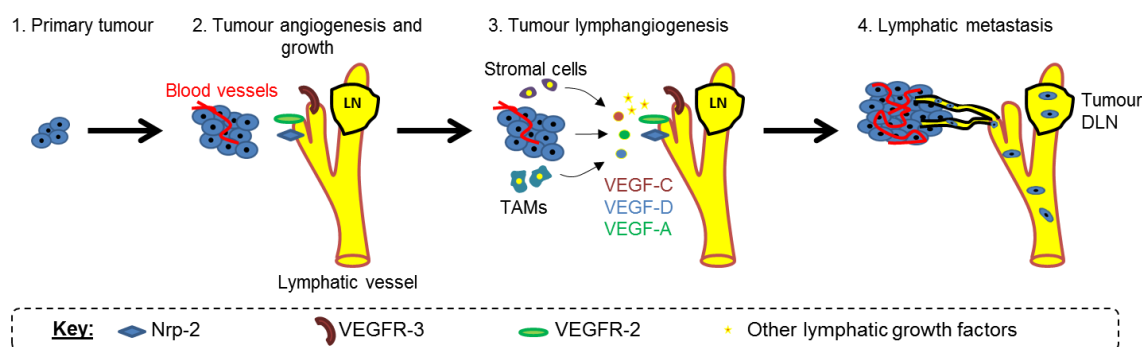 1. Primary tumour
2. Tumour angiogenesis and
growth
3. Tumour lymphangiogenesis
4. Lymphatic metastasis
Blood vessels
LN
Lymphatic vessel
Stromal cells
TAMs
VEGF-C
VEGF-D
VEGF-A
LN
Tumour
DLN
Key:
Nrp-2
VEGFR-3
VEGFR-2
Other lymphatic growth factors